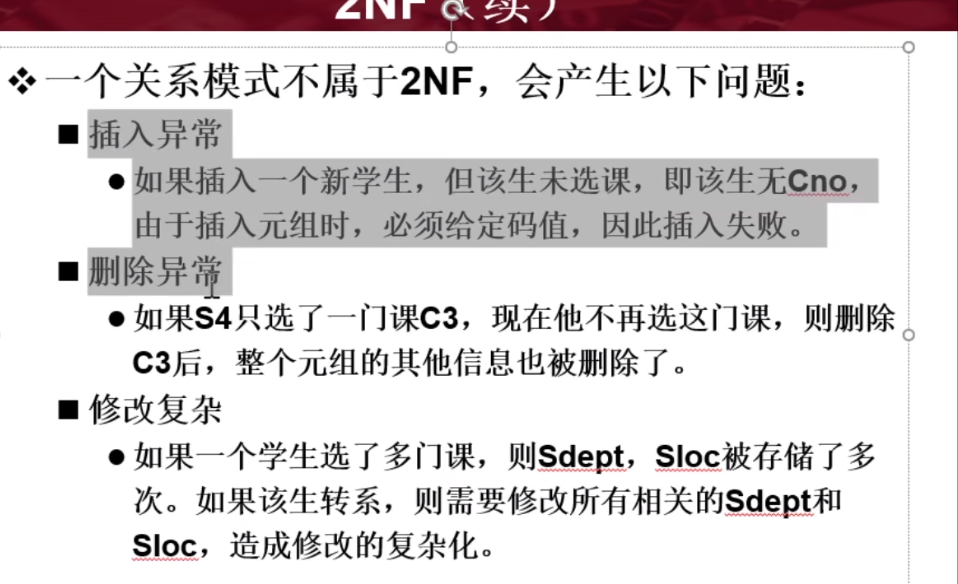 2NF（续）
❖一个关系模式不属于2NF，会产生以下问题：
■ 插入异常
● 如果插入一个新学生，但该生未选课，即该生无Cno，
由于插入元组时，必须给定码值，因此插入失败。
■ 删除异常
● 如果S4只选了一门课C3，现在他不再选这门课，则删除
C3后，整个元组的其他信息也被删除了。
■ 修改复杂
● 如果一个学生选了多门课，则Sdept，Sloc被存储了多
次。如果该生转系，则需要修改所有相关的Sdept和
Sloc，造成修改的复杂化。